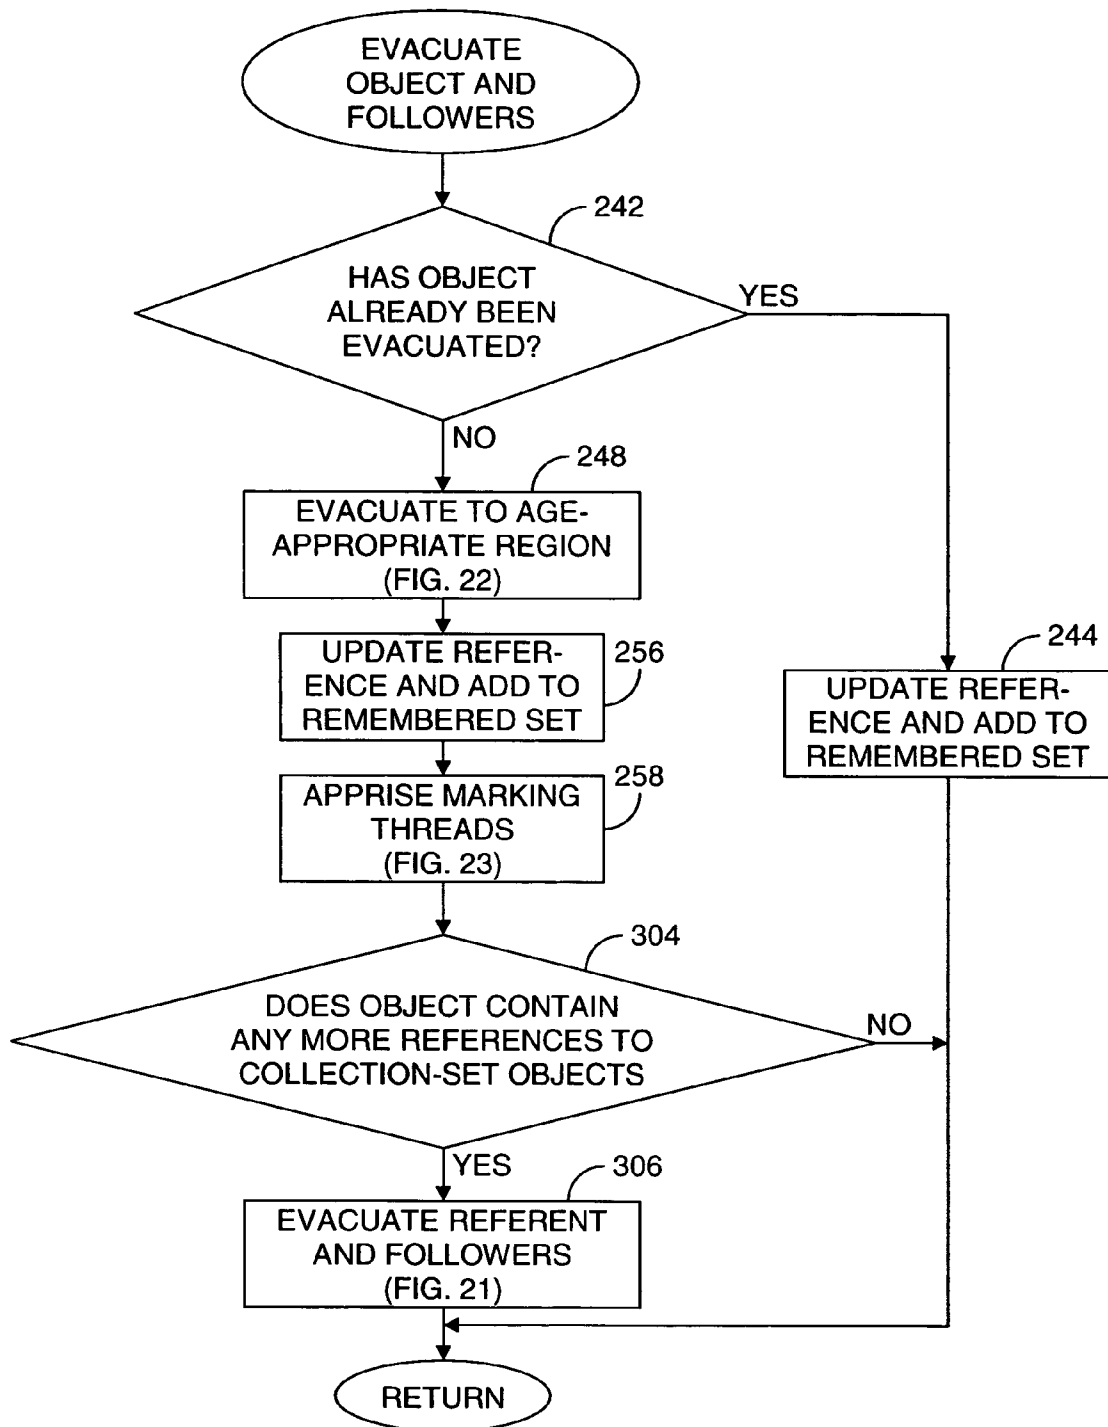 EVACUATE
OBJECT AND
FOLLOWERS
242
HAS OBJECT
ALREADY BEEN
EVACUATED?
YES
NO
248
EVACUATE TO AGE-
APPROPRIATE REGION
(FIG. 22)
UPDATE REFER-
ENCE AND ADD TO
REMEMBERED SET
256
244
UPDATE REFER-
ENCE AND ADD TO
REMEMBERED SET
APPRISE MARKING
THREADS
(FIG. 23)
258
304
DOES OBJECT CONTAIN
ANY MORE REFERENCES TO
COLLECTION-SET OBJECTS
NO
YES
306
EVACUATE REFERENT
AND FOLLOWERS
(FIG. 21)
RETURN